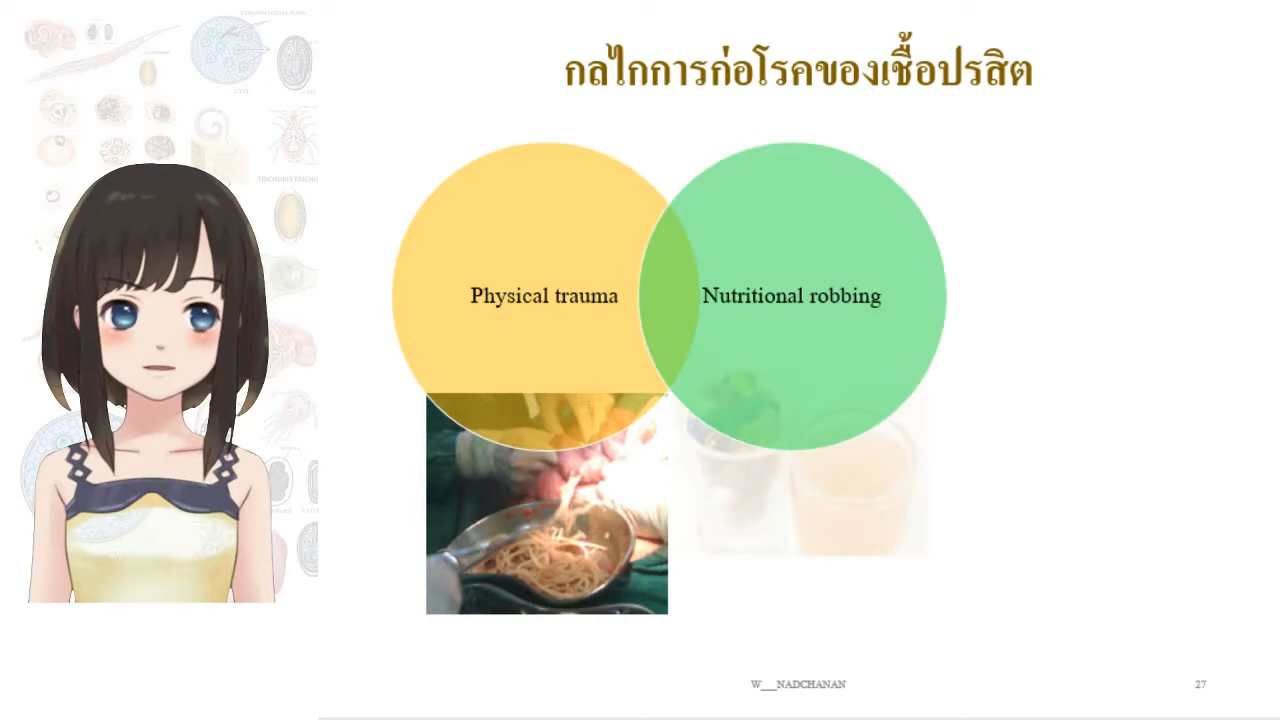 กลไกการก่อโรคของเชื้อปรสิต
Physical trauma
Nutritional robbing
W___NADCHANAN
27